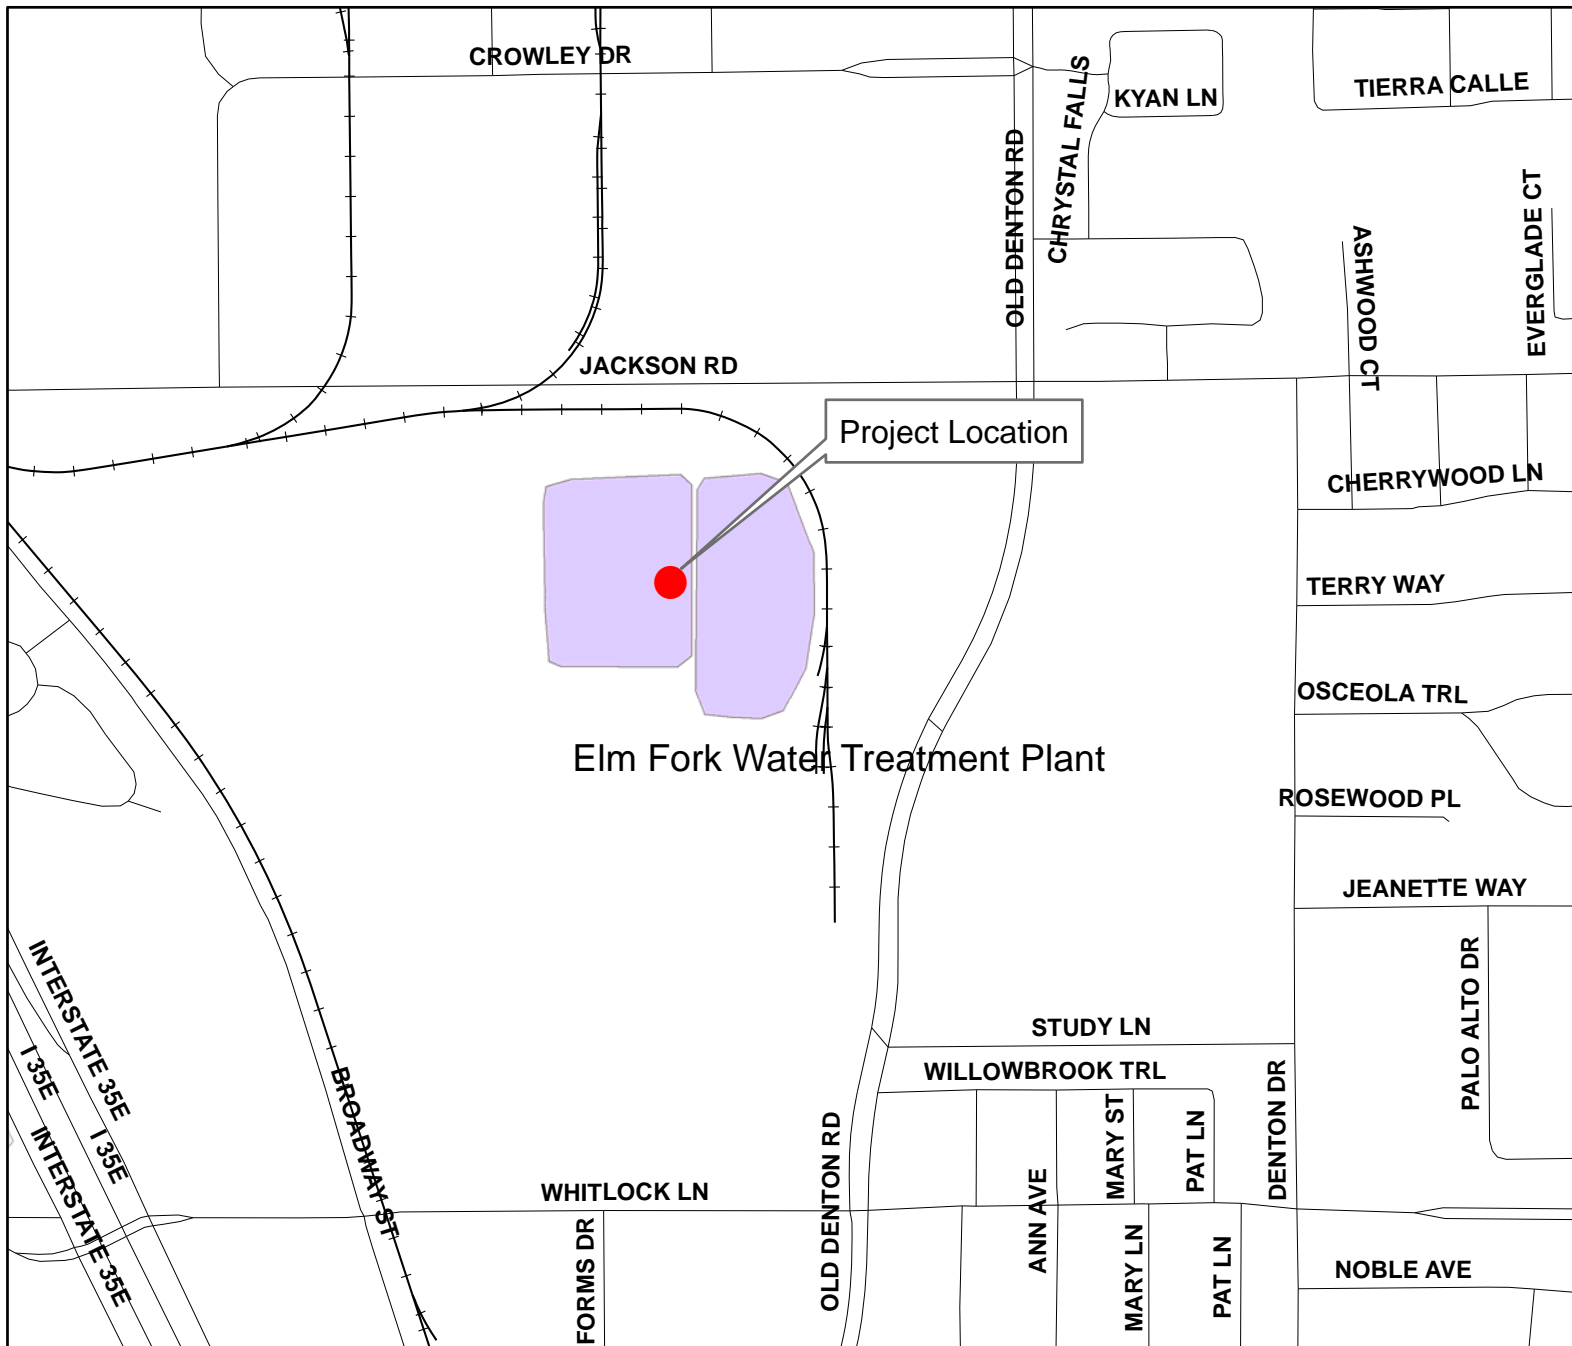 CROWLEY DR
CHRYSTAL FALLS
KYAN LN
TIERRA CALLE
OLD DENTON RD
EVERGLADE CT
ASHWOOD CT
JACKSON RD
Project Location
CHERRYWOOD LN
TERRY WAY
OSCEOLA TRL
Elm Fork Water Treatment Plant
ROSEWOOD PL
JEANETTE WAY
INTERSTATE 35E
PALO ALTO DR
STUDY LN
I 35E
WILLOWBROOK TRL
BROADWAY ST
DENTON DR
MARY ST
PAT LN
I 35E
INTERSTATE 35E
OLD DENTON RD
WHITLOCK LN
ANN AVE
FORMS DR
MARY LN
PAT LN
NOBLE AVE